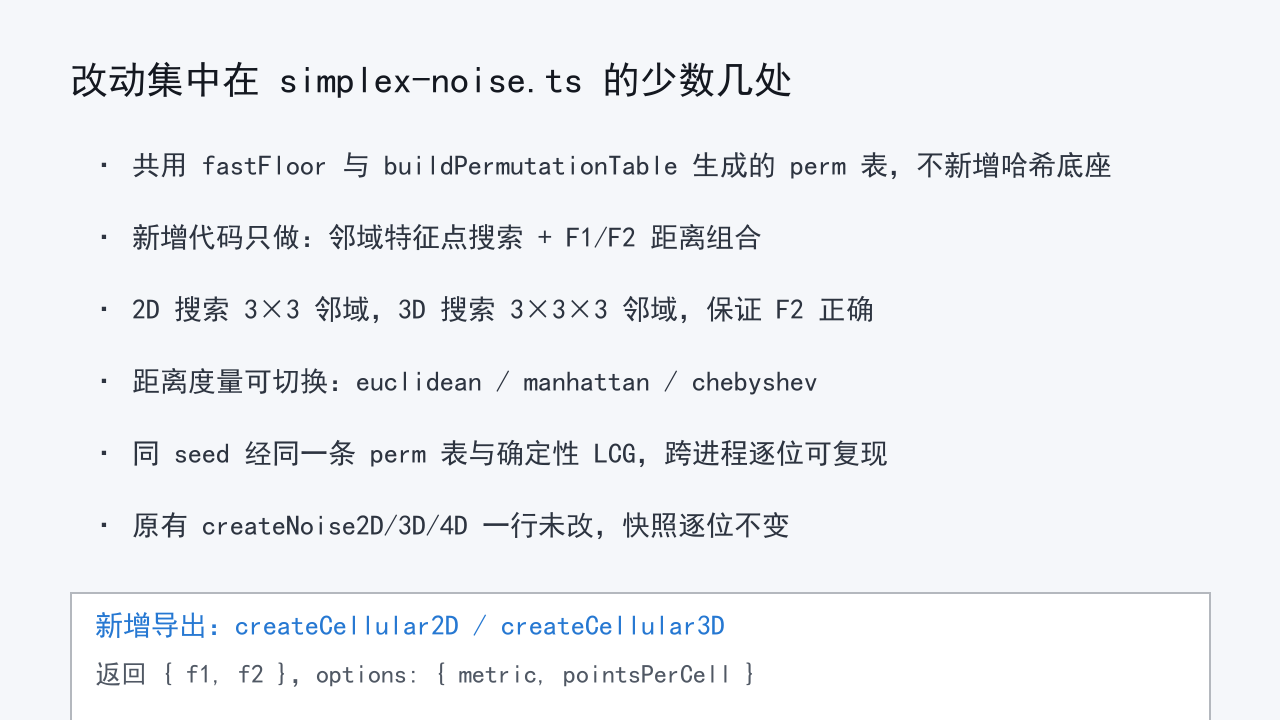 改动集中在 simplex-noise.ts 的少数几处
· 共用 fastFloor 与 buildPermutationTable 生成的 perm 表，不新增哈希底座
· 新增代码只做：邻域特征点搜索 + F1/F2 距离组合
· 2D 搜索 3×3 邻域，3D 搜索 3×3×3 邻域，保证 F2 正确
· 距离度量可切换：euclidean / manhattan / chebyshev
· 同 seed 经同一条 perm 表与确定性 LCG，跨进程逐位可复现
· 原有 createNoise2D/3D/4D 一行未改，快照逐位不变
新增导出：createCellular2D / createCellular3D
返回 { f1, f2 }，options: { metric, pointsPerCell }